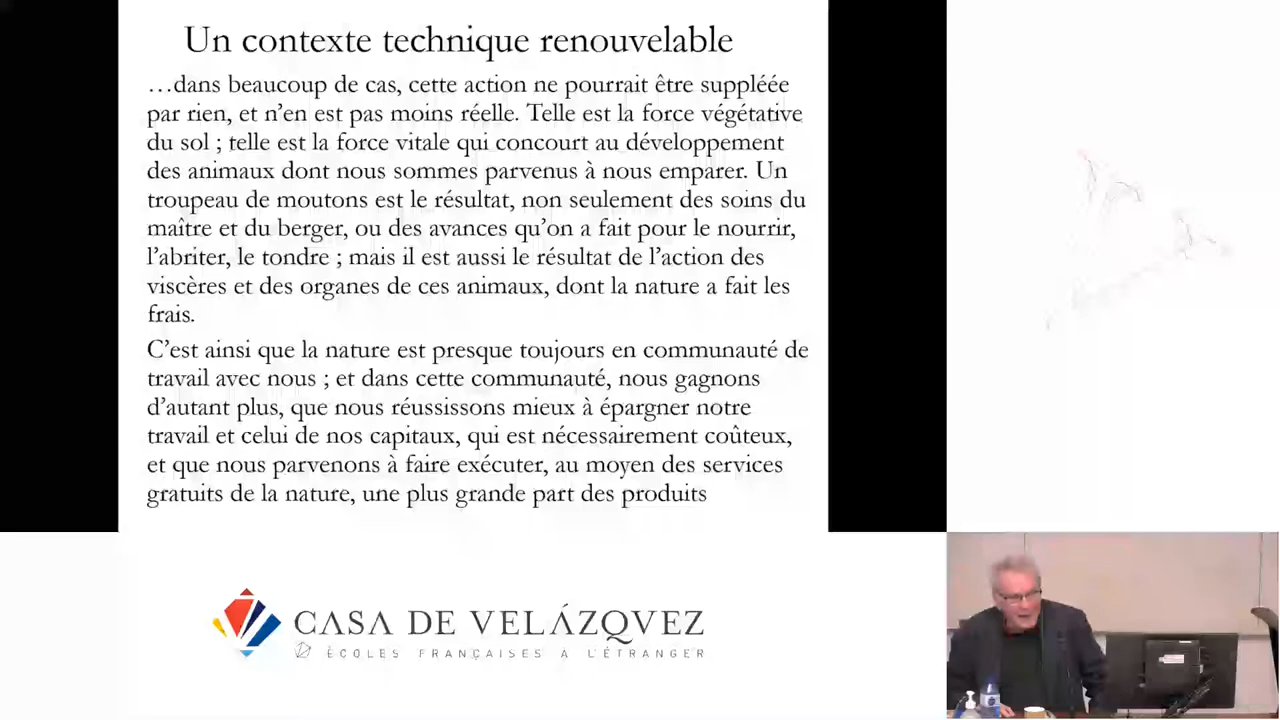 Un contexte technique renouvelable
…dans beaucoup de cas, cette action ne pourrait être suppléée
par rien, et n’en est pas moins réelle. Telle est la force végétative
du sol ; telle est la force vitale qui concourt au développement
des animaux dont nous sommes parvenus à nous emparer. Un
troupeau de moutons est le résultat, non seulement des soins du
maître et du berger, ou des avances qu’on a fait pour le nourrir,
l’abriter, le tondre ; mais il est aussi le résultat de l’action des
viscères et des organes de ces animaux, dont la nature a fait les
frais.
C’est ainsi que la nature est presque toujours en communauté de
travail avec nous ; et dans cette communauté, nous gagnons
d’autant plus, que nous réussissons mieux à épargner notre
travail et celui de nos capitaux, qui est nécessairement coûteux,
et que nous parvenons à faire exécuter, au moyen des services
gratuits de la nature, une plus grande part des produits
CASA DE VELÁZQVEZ
ÉCOLES FRANÇAISES À L'ÉTRANGER